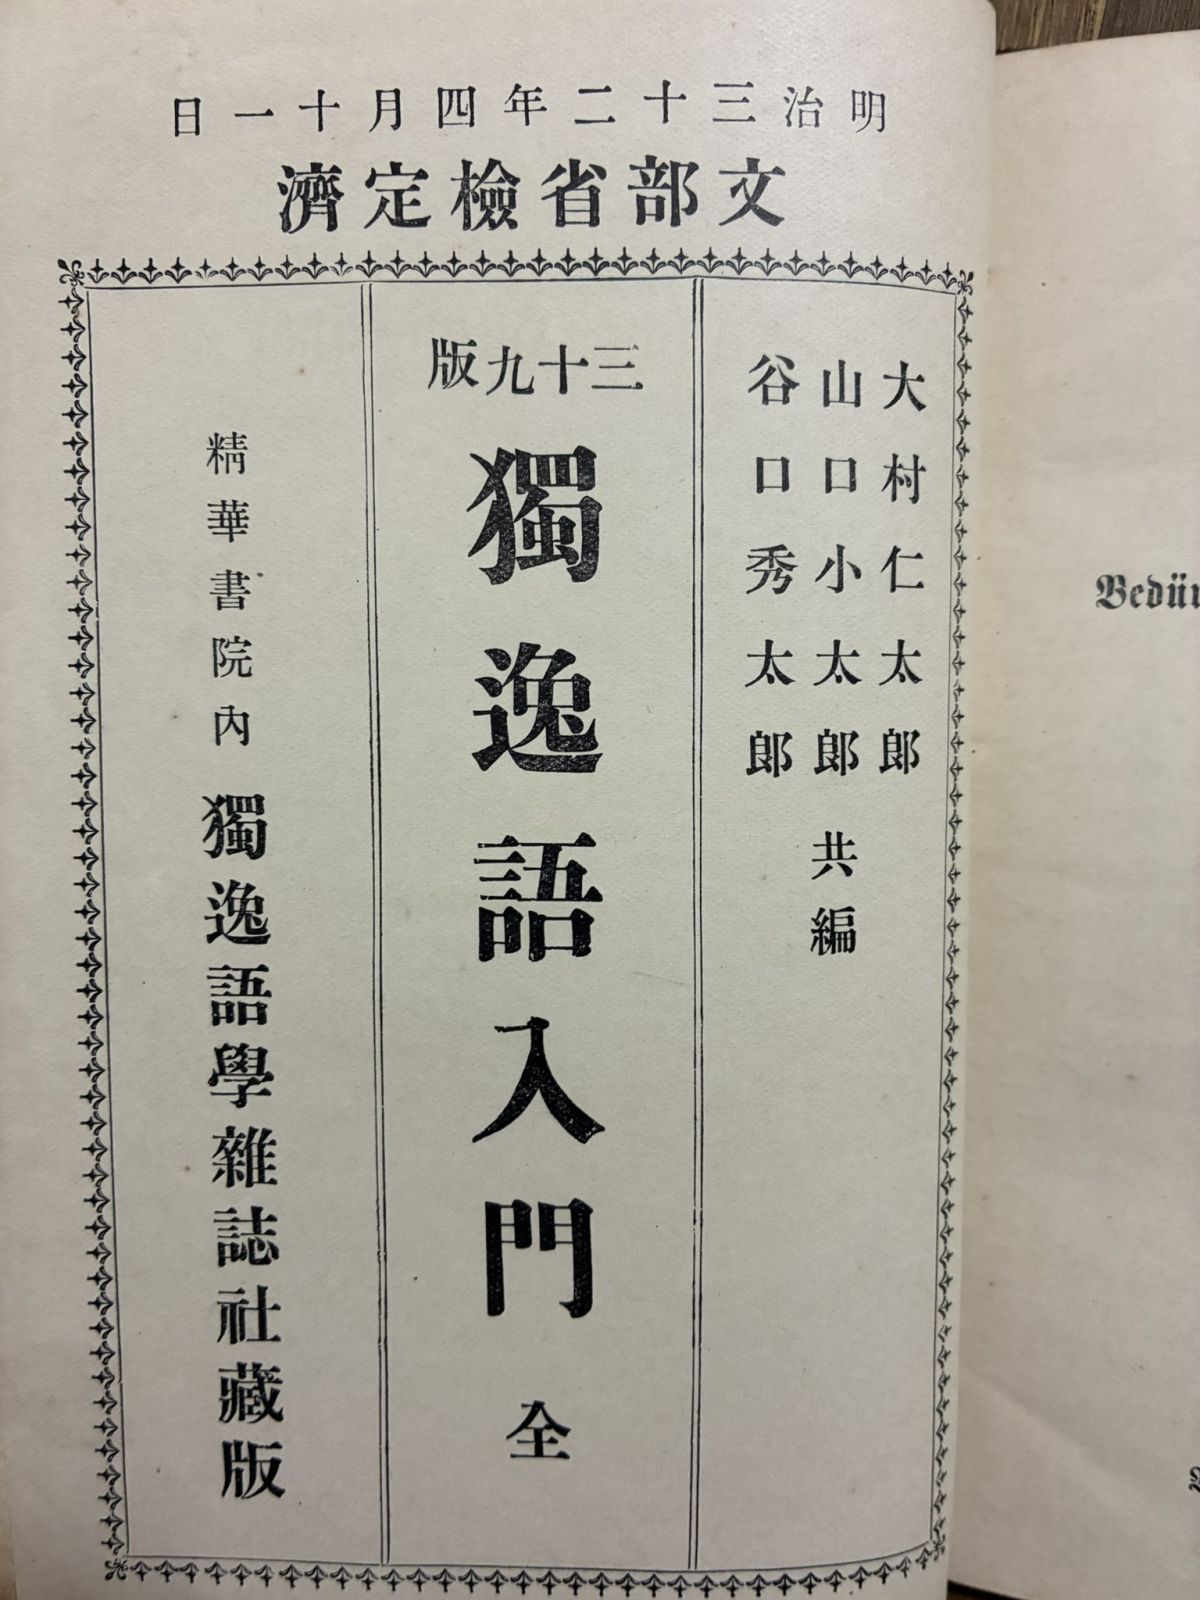 明治三十二年四月十一日
文部省檢定濟
大村仁太郎
山口小太郎
谷口秀太郎
共編
三十九版
獨逸語入門
全
精華書院內
獨逸語學雜誌社藏版